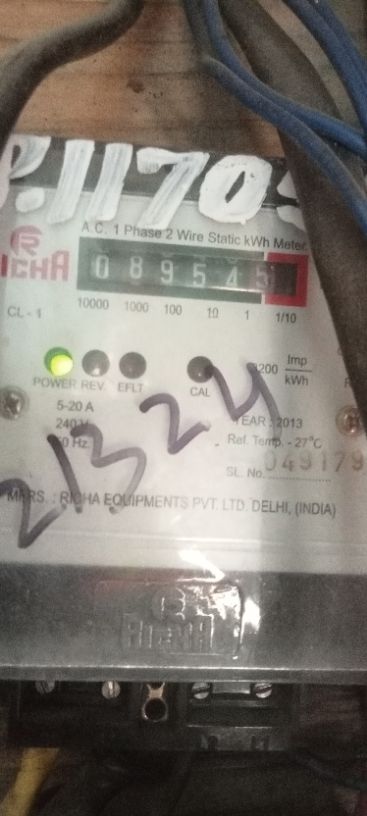 P.11705
A.C. 1 Phase 2 Wire Static kWh Meter
RICHA
0 8 9 5 4 5
10000 1000 100 10 1 1/10
CL - 1
3200 Imp/kWh
POWER REV. EFLT CAL
5-20 A
240 V
50 Hz
YEAR : 2013
Ref. Temp. - 27°C
SL. No. 049179
21324
MARS. : RICHA EQUIPMENTS PVT. LTD. DELHI, (INDIA)
RICHA